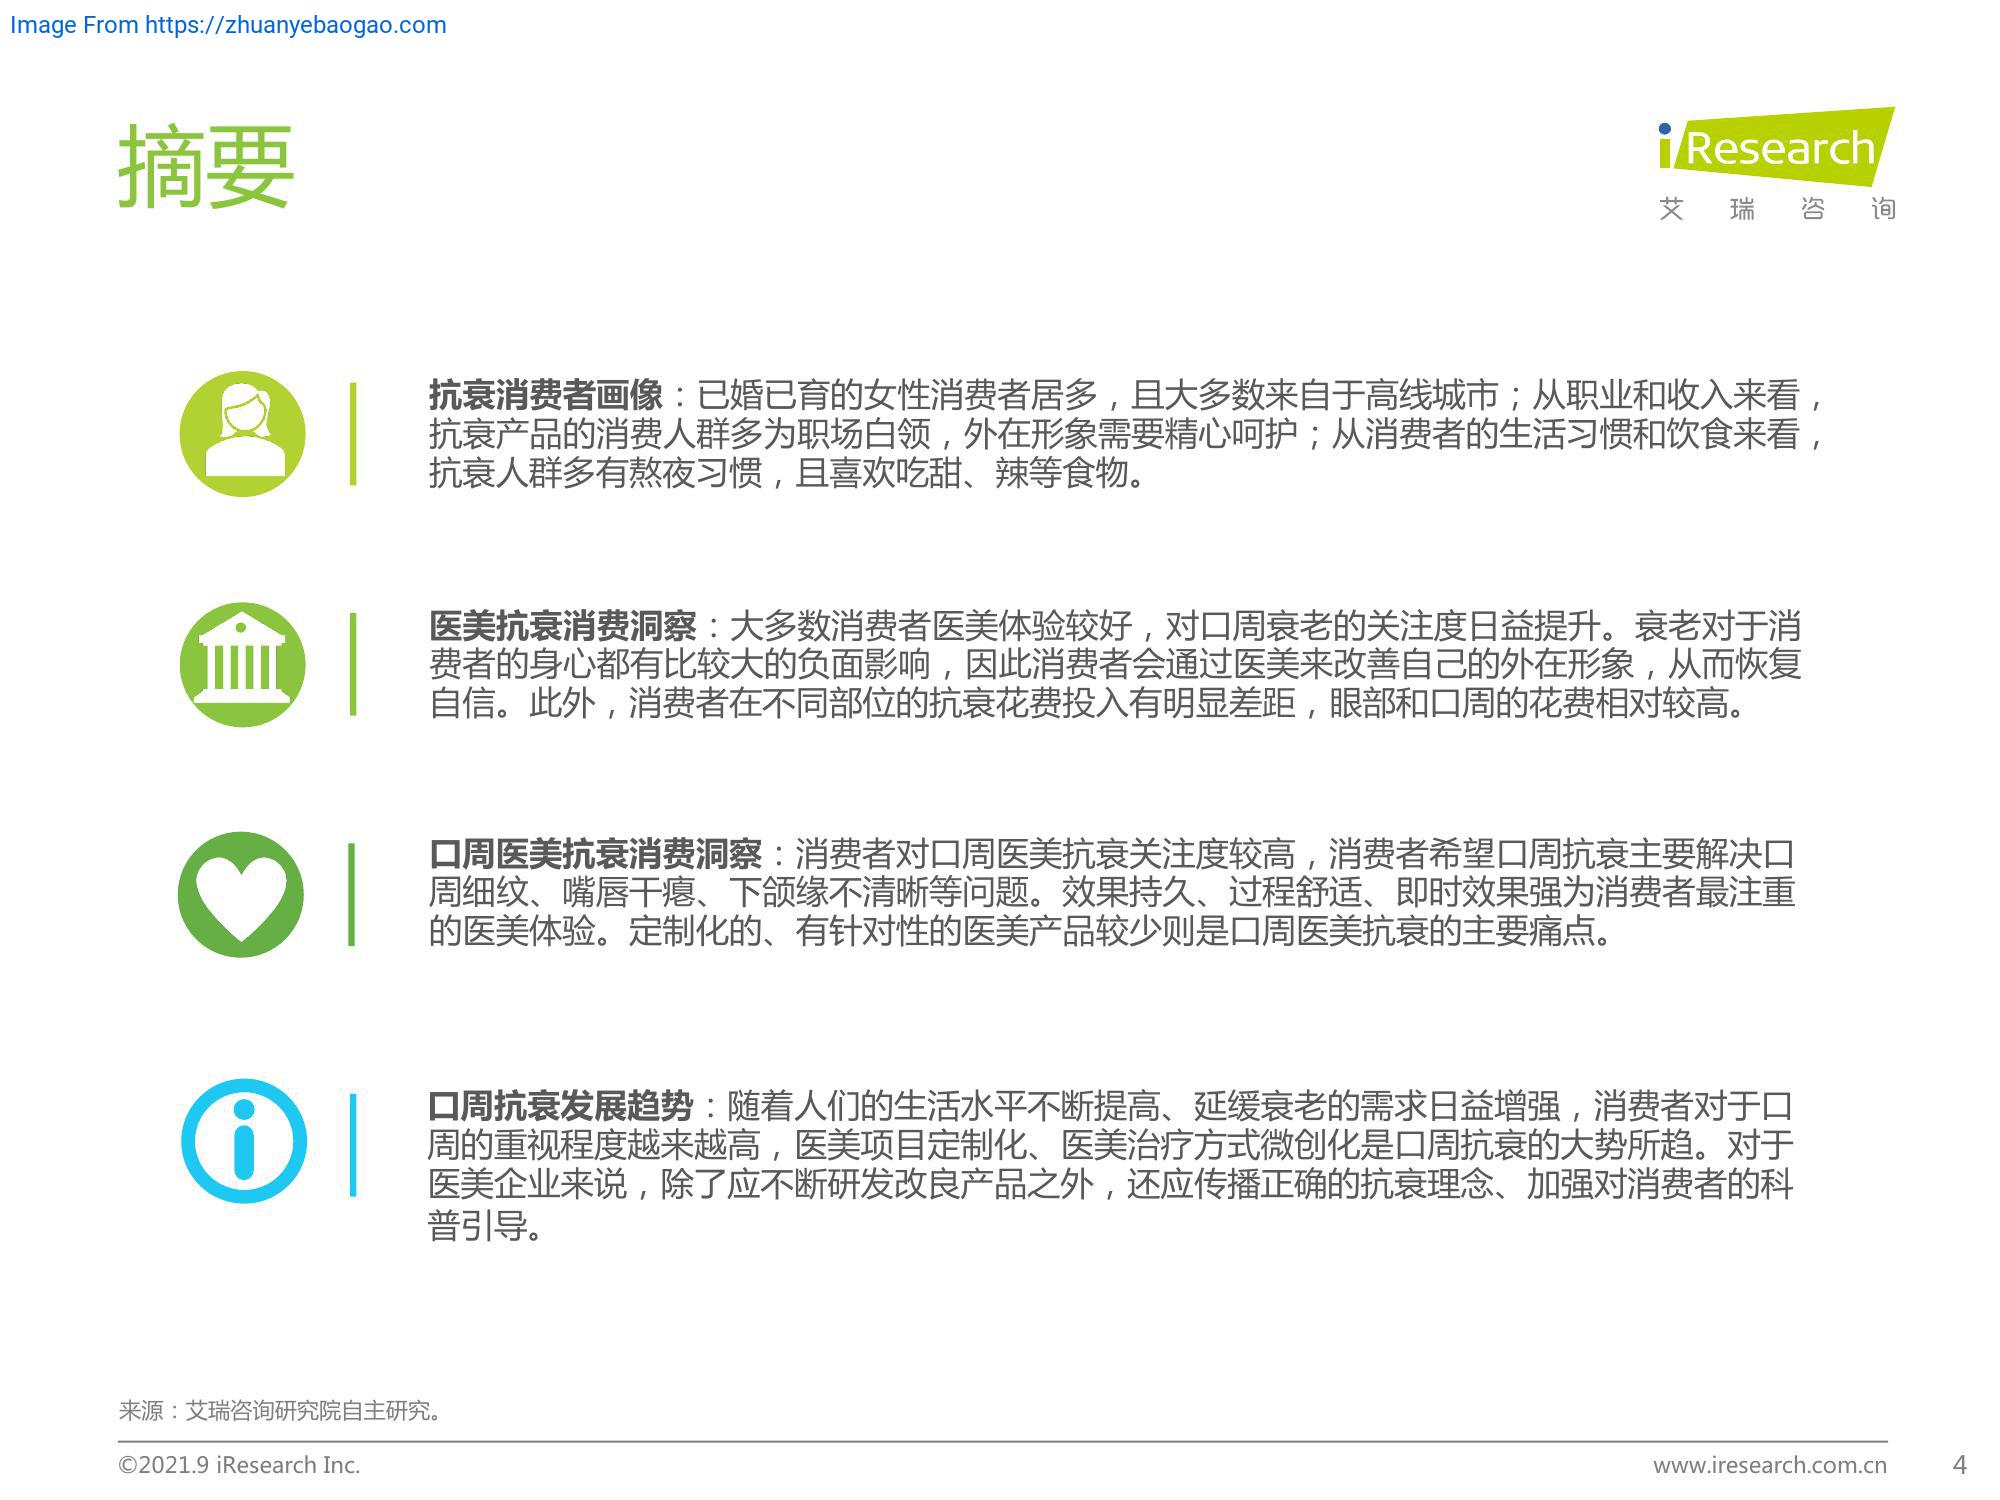 Image From https://zhuanyebaogao.com
摘要
iResearch
艾瑞咨询
抗衰消费者画像：已婚已育的女性消费者居多，且大多数来自于高线城市；从职业和收入来看，
抗衰产品的消费人群多为职场白领，外在形象需要精心呵护；从消费者的生活习惯和饮食来看，
抗衰人群多有熬夜习惯，且喜欢吃甜、辣等食物。
医美抗衰消费洞察：大多数消费者医美体验较好，对口周衰老的关注度日益提升。衰老对于消
费者的身心都有比较大的负面影响，因此消费者会通过医美来改善自己的外在形象，从而恢复
自信。此外，消费者在不同部位的抗衰花费投入有明显差距，眼部和口周的花费相对较高。
口周医美抗衰消费洞察：消费者对口周医美抗衰关注度较高，消费者希望口周抗衰主要解决口
周细纹、嘴唇干瘪、下颌缘不清晰等问题。效果持久、过程舒适、即时效果强为消费者最注重
的医美体验。定制化的、有针对性的医美产品较少则是口周医美抗衰的主要痛点。
口周抗衰发展趋势：随着人们的生活水平不断提高、延缓衰老的需求日益增强，消费者对于口
周的重视程度越来越高，医美项目定制化、医美治疗方式微创化是口周抗衰的大势所趋。对于
医美企业来说，除了应不断研发改良产品之外，还应传播正确的抗衰理念、加强对消费者的科
普引导。
来源：艾瑞咨询研究院自主研究。
©2021.9 iResearch Inc.
www.iresearch.com.cn
4